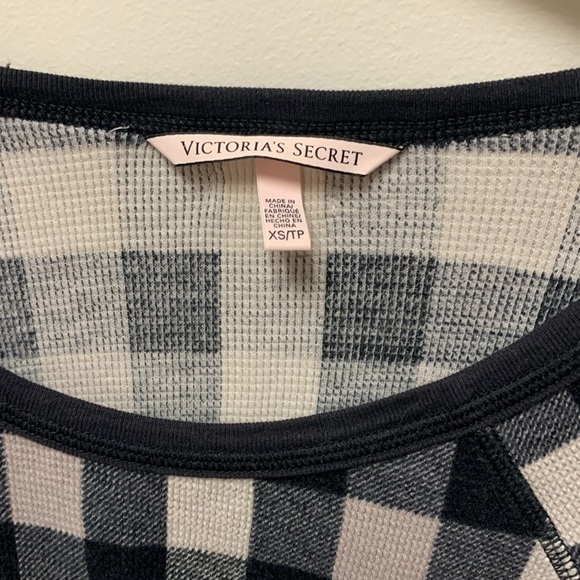 VICTORIA'S SECRET
MADE IN
CHINA/
FABRIQUÉ
EN CHINE/
HECHO EN
CHINA
XS/TP